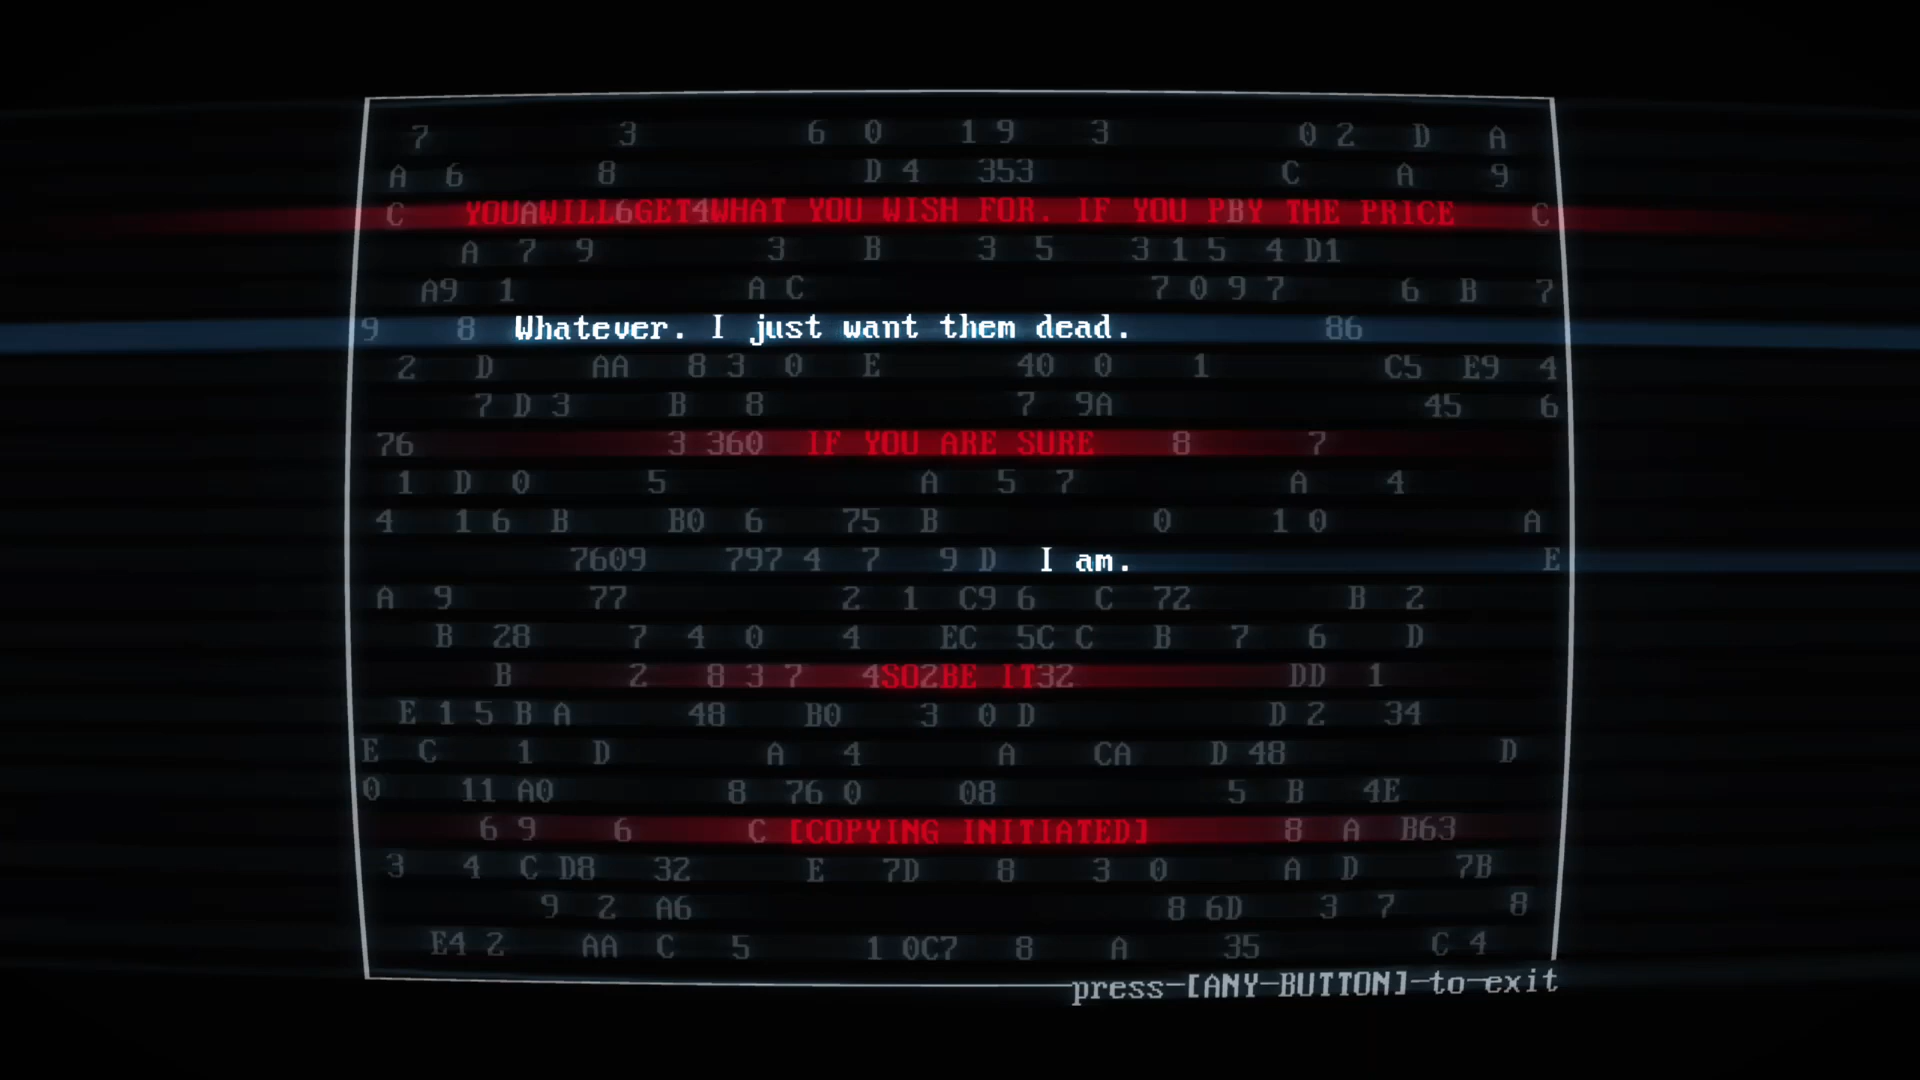 7 3 6 0 1 9 3 0 2 D A
A 6 8 D 4 353 C A 9
C YOUAWILL6GET4WHAT YOU WISH FOR. IF YOU PBY THE PRICE C
A 7 9 3 B 3 5 3 1 5 4 D1
A9 1 A C 7 0 9 7 6 B 7
9 8 Whatever. I just want them dead. 86
2 D AA 8 3 0 E 40 0 1 C5 E9 4
7 D 3 B 8 7 9A 45 6
76 3 360 IF YOU ARE SURE 8 7
1 D 0 5 A 5 7 A 4
4 1 6 B B0 6 75 B 0 1 0 A
7609 797 4 7 9 D I am. E
A 9 77 2 1 C9 6 C 72 B 2
B 28 7 4 0 4 EC 5C C B 7 6 D
B 2 8 3 7 4SO2BE IT32 DD 1
E 1 5 B A 48 B0 3 0 D D 2 34
E C 1 D A 4 A CA D 48 D
0 11 A0 8 76 0 08 5 B 4E
6 9 6 C [COPYING INITIATED] 8 A B63
3 4 C D8 32 E 7D 8 3 0 A D 7B
9 2 A6 8 6D 3 7 8
E4 2 AA C 5 1 0C7 8 A 35 C 4
press-[ANY-BUTTON]-to-exit